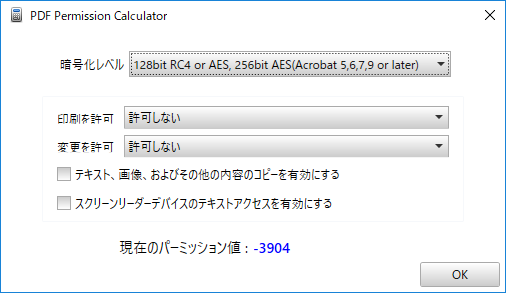 PDF Permission Calculator
暗号化レベル 128bit RC4 or AES, 256bit AES(Acrobat 5,6,7,9 or later)
印刷を許可 許可しない
変更を許可 許可しない
テキスト、画像、およびその他の内容のコピーを有効にする
スクリーンリーダーデバイスのテキストアクセスを有効にする
現在のパーミッション値 : -3904
OK